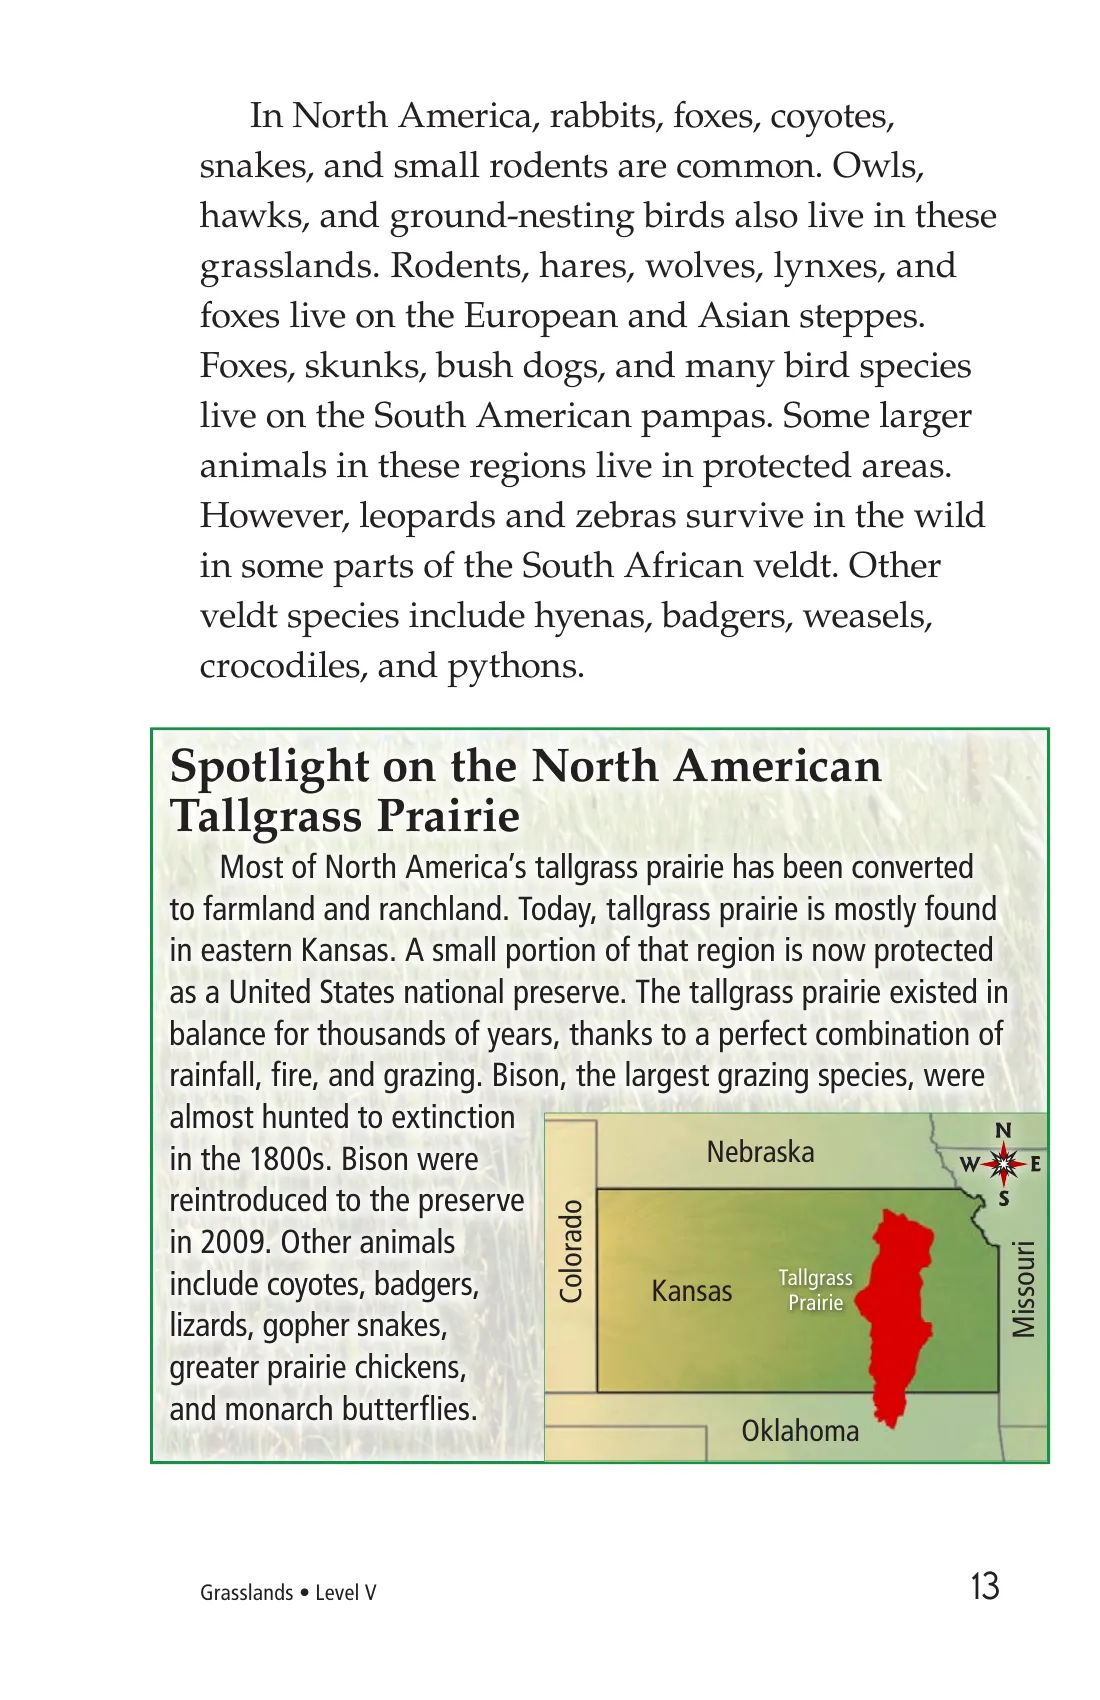 In North America, rabbits, foxes, coyotes,
snakes, and small rodents are common. Owls,
hawks, and ground-nesting birds also live in these
grasslands. Rodents, hares, wolves, lynxes, and
foxes live on the European and Asian steppes.
Foxes, skunks, bush dogs, and many bird species
live on the South American pampas. Some larger
animals in these regions live in protected areas.
However, leopards and zebras survive in the wild
in some parts of the South African veldt. Other
veldt species include hyenas, badgers, weasels,
crocodiles, and pythons.
Spotlight on the North American
Tallgrass Prairie
Most of North America’s tallgrass prairie has been converted
to farmland and ranchland. Today, tallgrass prairie is mostly found
in eastern Kansas. A small portion of that region is now protected
as a United States national preserve. The tallgrass prairie existed in
balance for thousands of years, thanks to a perfect combination of
rainfall, fire, and grazing. Bison, the largest grazing species, were
almost hunted to extinction
in the 1800s. Bison were
reintroduced to the preserve
in 2009. Other animals
include coyotes, badgers,
lizards, gopher snakes,
greater prairie chickens,
and monarch butterflies.
N
W E
S
Nebraska
Colorado
Kansas
Tallgrass
Prairie
Missouri
Oklahoma
Grasslands • Level V
13